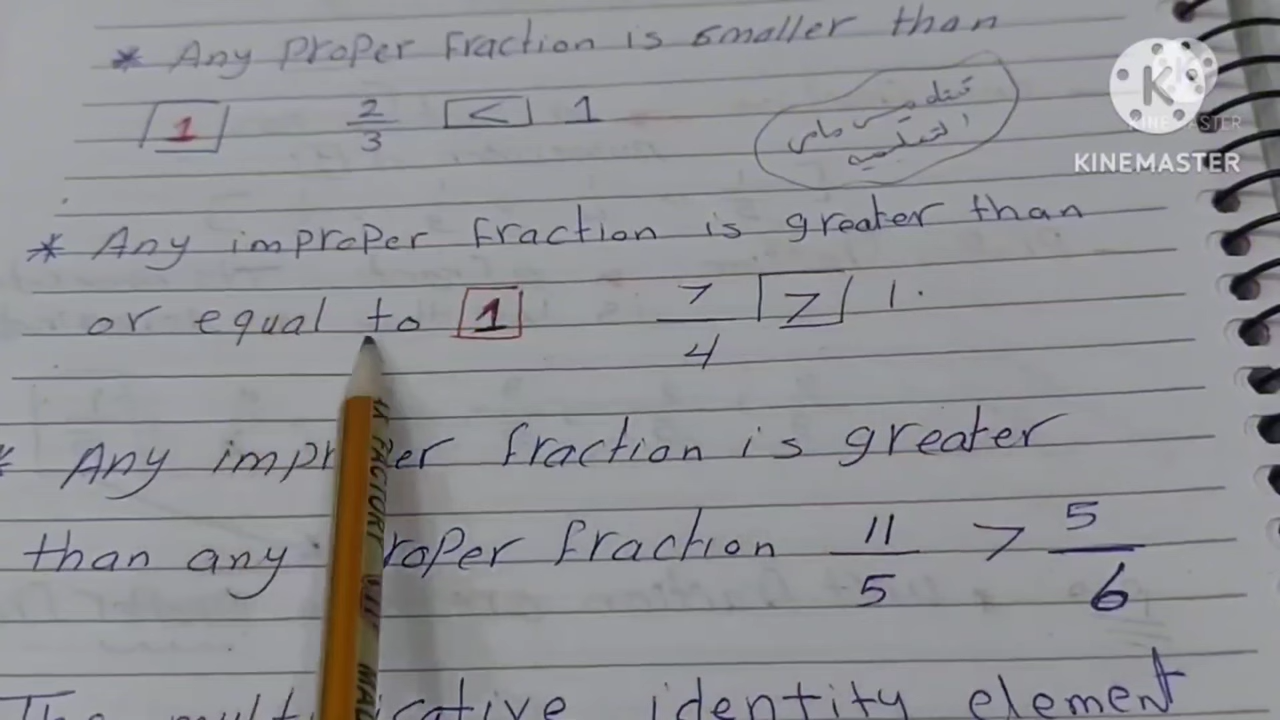 * Any proper fraction is smaller than
1 2/3 < 1
KINEMASTER
* Any improper fraction is greater than
or equal to 1 7/4 > 1.
* Any improper fraction is greater
than any proper fraction 11/5 > 5/6
identity element